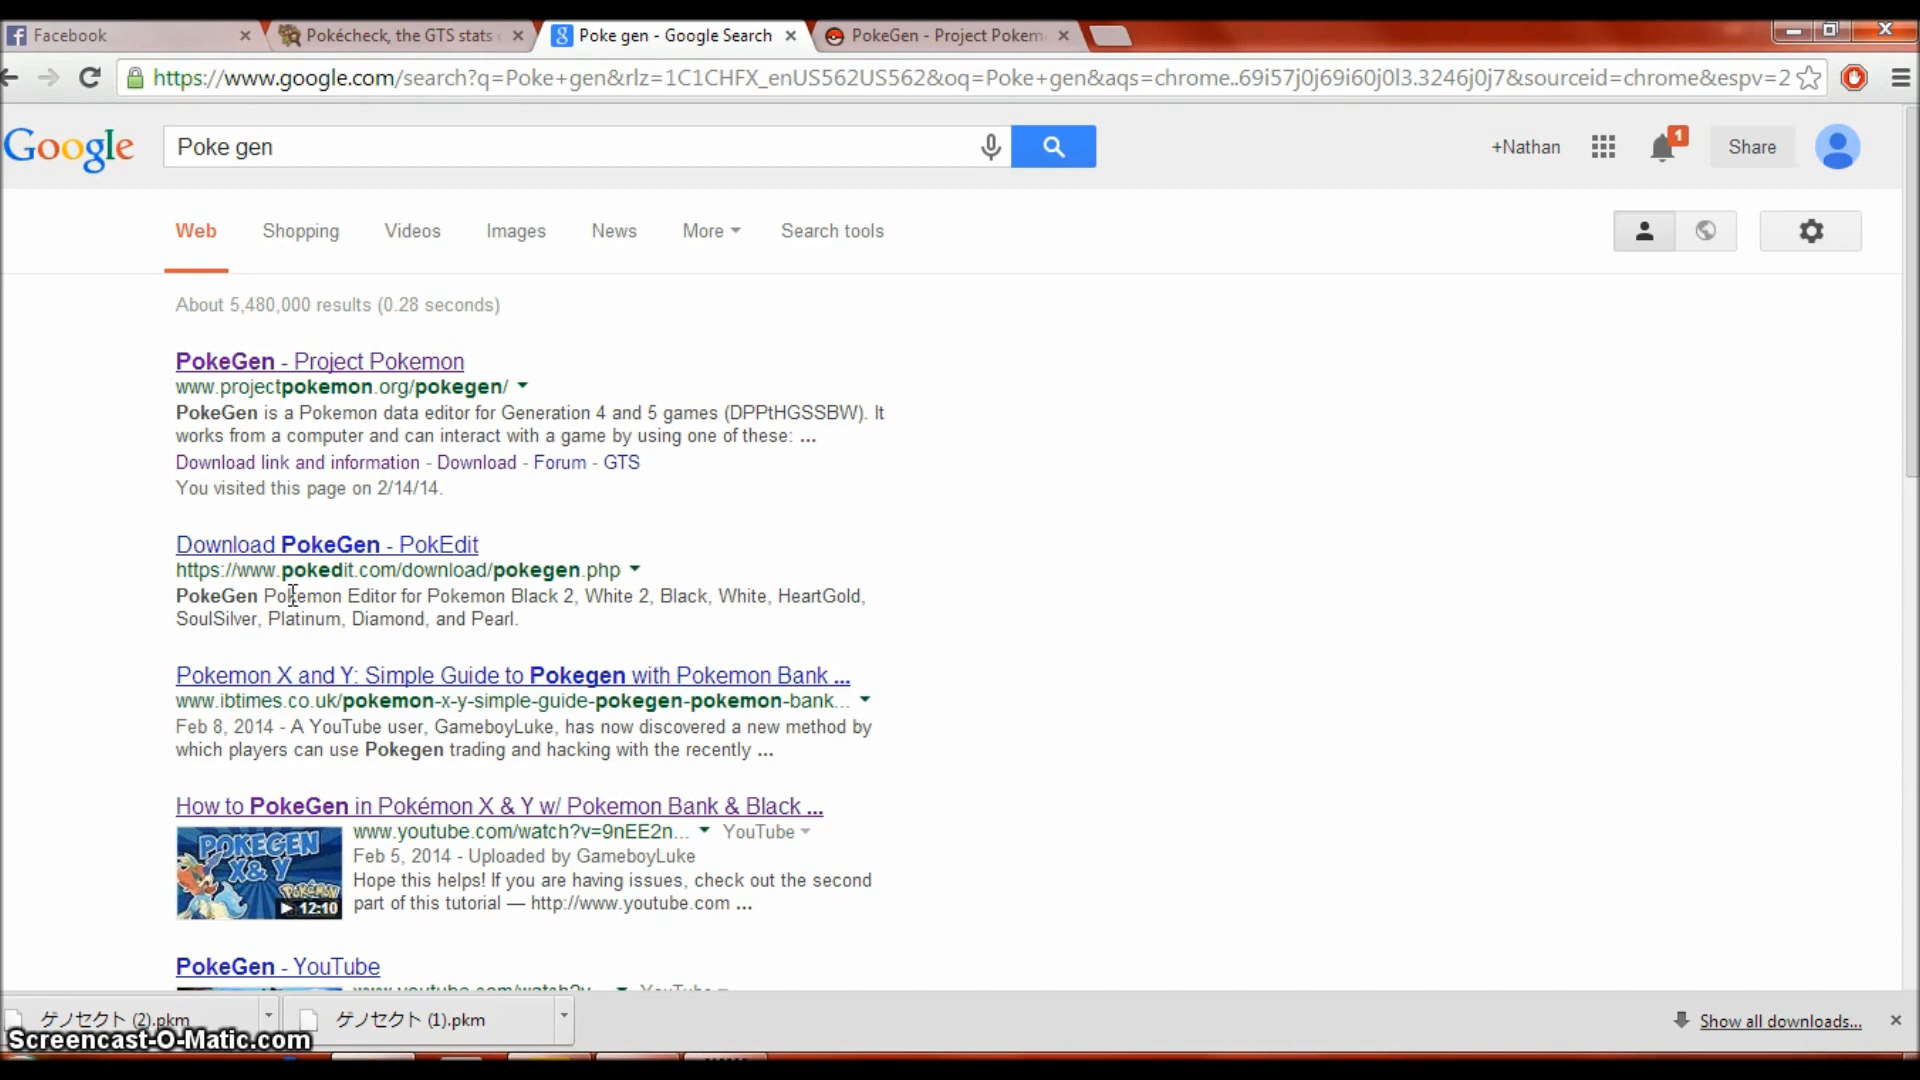 Facebook
Pokécheck, the GTS stats
Poke gen - Google Search
PokeGen - Project Pokem
https://www.google.com/search?q=Poke+gen&rlz=1C1CHFX_enUS562US562&oq=Poke+gen&aqs=chrome..69i57j0j69i60j0l3.3246j0j7&sourceid=chrome&espv=2
Google
Poke gen
+Nathan
1
Share
Web Shopping Videos Images News More Search tools
About 5,480,000 results (0.28 seconds)
PokeGen - Project Pokemon
www.projectpokemon.org/pokegen/
PokeGen is a Pokemon data editor for Generation 4 and 5 games (DPPtHGSSBW). It
works from a computer and can interact with a game by using one of these: ...
Download link and information - Download - Forum - GTS
You visited this page on 2/14/14.
Download PokeGen - PokEdit
https://www.pokedit.com/download/pokegen.php
PokeGen Pokemon Editor for Pokemon Black 2, White 2, Black, White, HeartGold,
SoulSilver, Platinum, Diamond, and Pearl.
Pokemon X and Y: Simple Guide to Pokegen with Pokemon Bank ...
www.ibtimes.co.uk/pokemon-x-y-simple-guide-pokegen-pokemon-bank...
Feb 8, 2014 - A YouTube user, GameboyLuke, has now discovered a new method by
which players can use Pokegen trading and hacking with the recently ...
How to PokeGen in Pokémon X & Y w/ Pokemon Bank & Black ...
POKEGEN
X & Y
POKéMON
12:10
www.youtube.com/watch?v=9nEE2n... YouTube
Feb 5, 2014 - Uploaded by GameboyLuke
Hope this helps! If you are having issues, check out the second
part of this tutorial — http://www.youtube.com ...
PokeGen - YouTube
www.youtube.com/watch?v... YouTube
ゲノセクト (2).pkm
ゲノセクト (1).pkm
Show all downloads...
Screencast-O-Matic.com